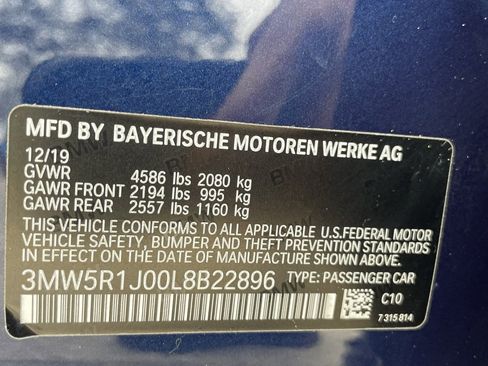 MFD BY BAYERISCHE MOTOREN WERKE AG
12/19
GVWR 4586 lbs 2080 kg
GAWR FRONT 2194 lbs 995 kg
GAWR REAR 2557 lbs 1160 kg
THIS VEHICLE CONFORMS TO ALL APPLICABLE U.S.FEDERAL MOTOR
VEHICLE SAFETY, BUMPER AND THEFT PREVENTION STANDARDS
IN EFFECT ON THE DATE OF MANUFACTURE SHOWN ABOVE.
3MW5R1J00L8B22896 TYPE: PASSENGER CAR
C10
7 315 814